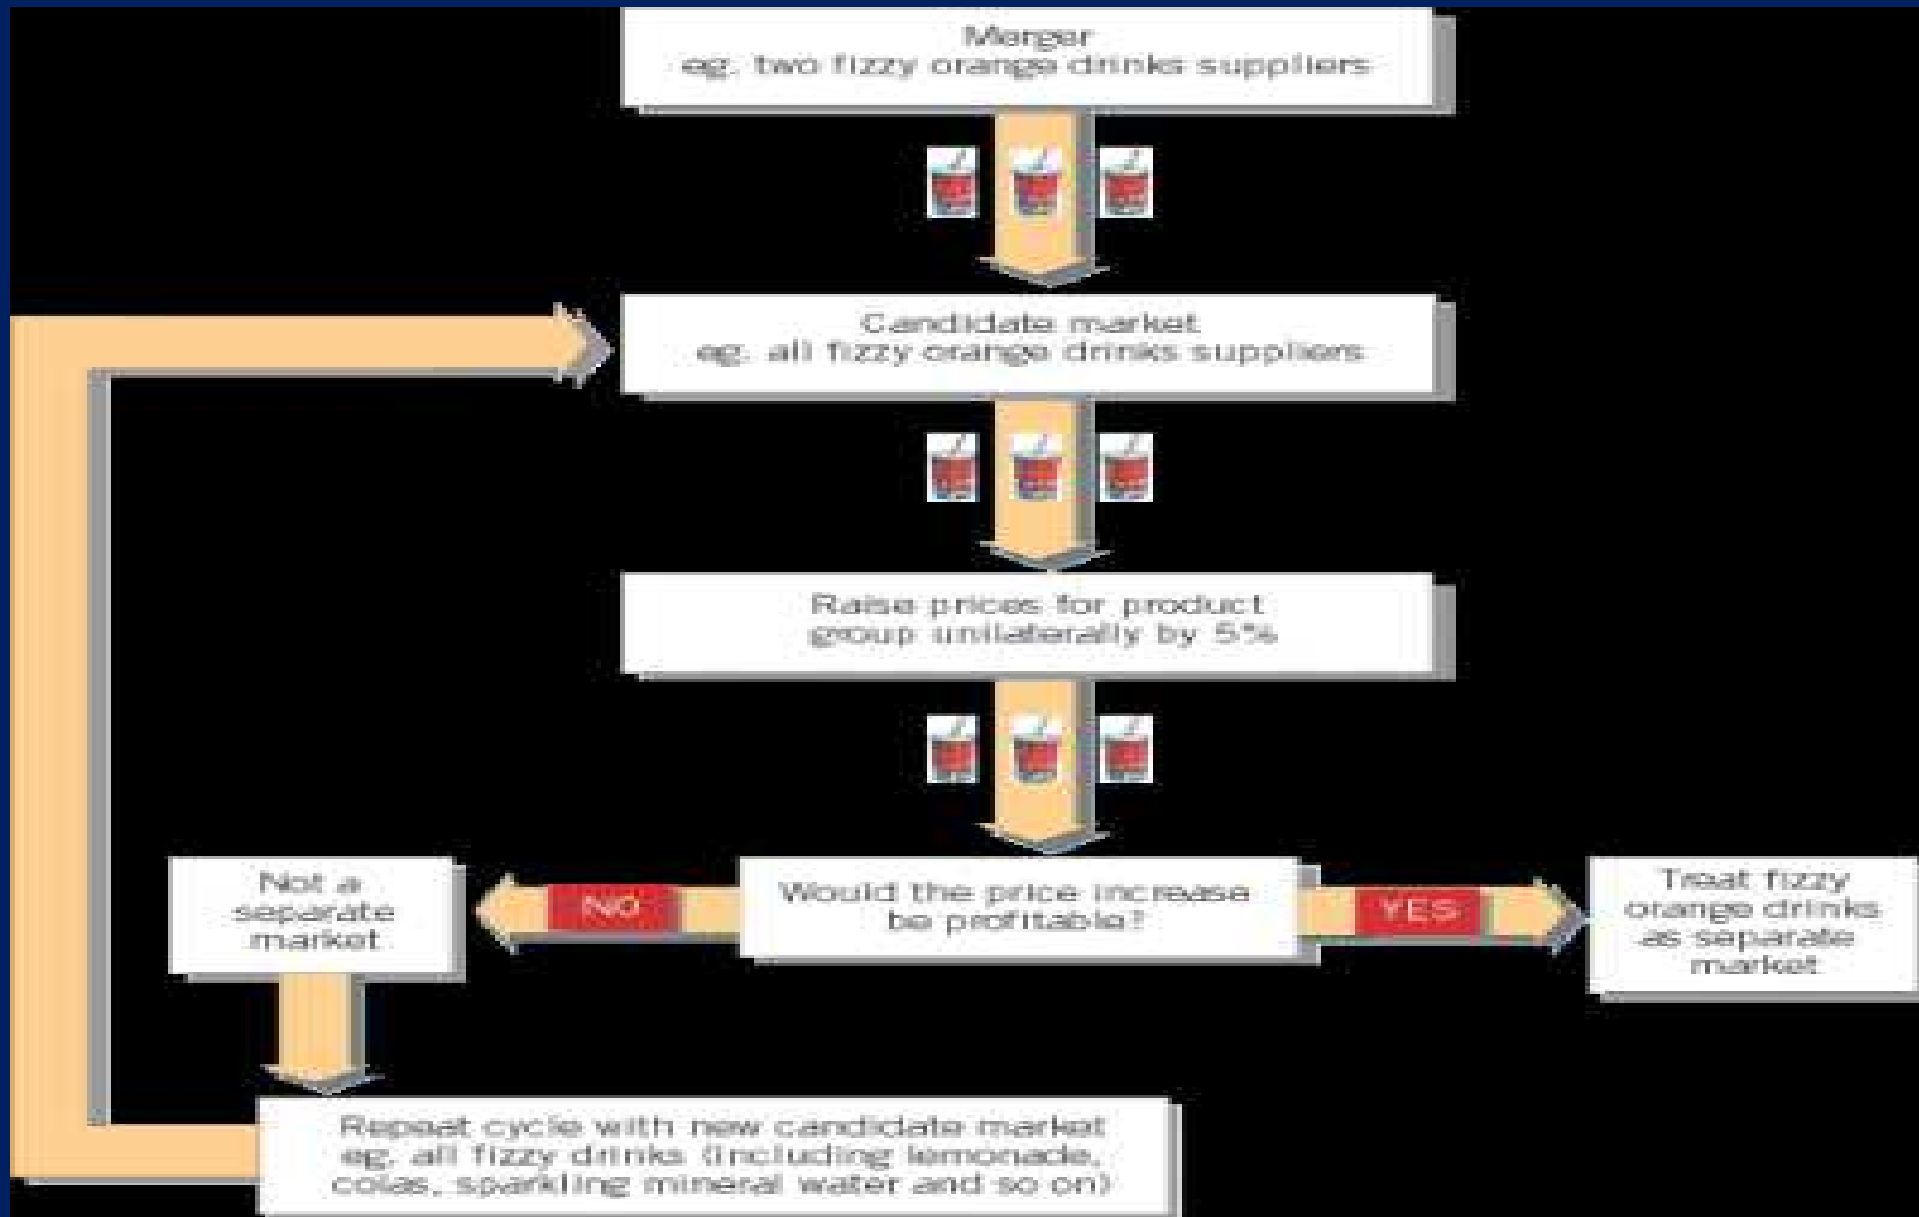 Merger
eg. two fizzy orange drinks suppliers
Candidate market
eg. all fizzy orange drinks suppliers
Raise prices for product
group unilaterally by 5%
Would the price increase
be profitable?
NO
YES
Not a
separate
market
Treat fizzy
orange drinks
as separate
market
Repeat cycle with new candidate market
eg. all fizzy drinks (including lemonade,
colas, sparkling mineral water and so on)